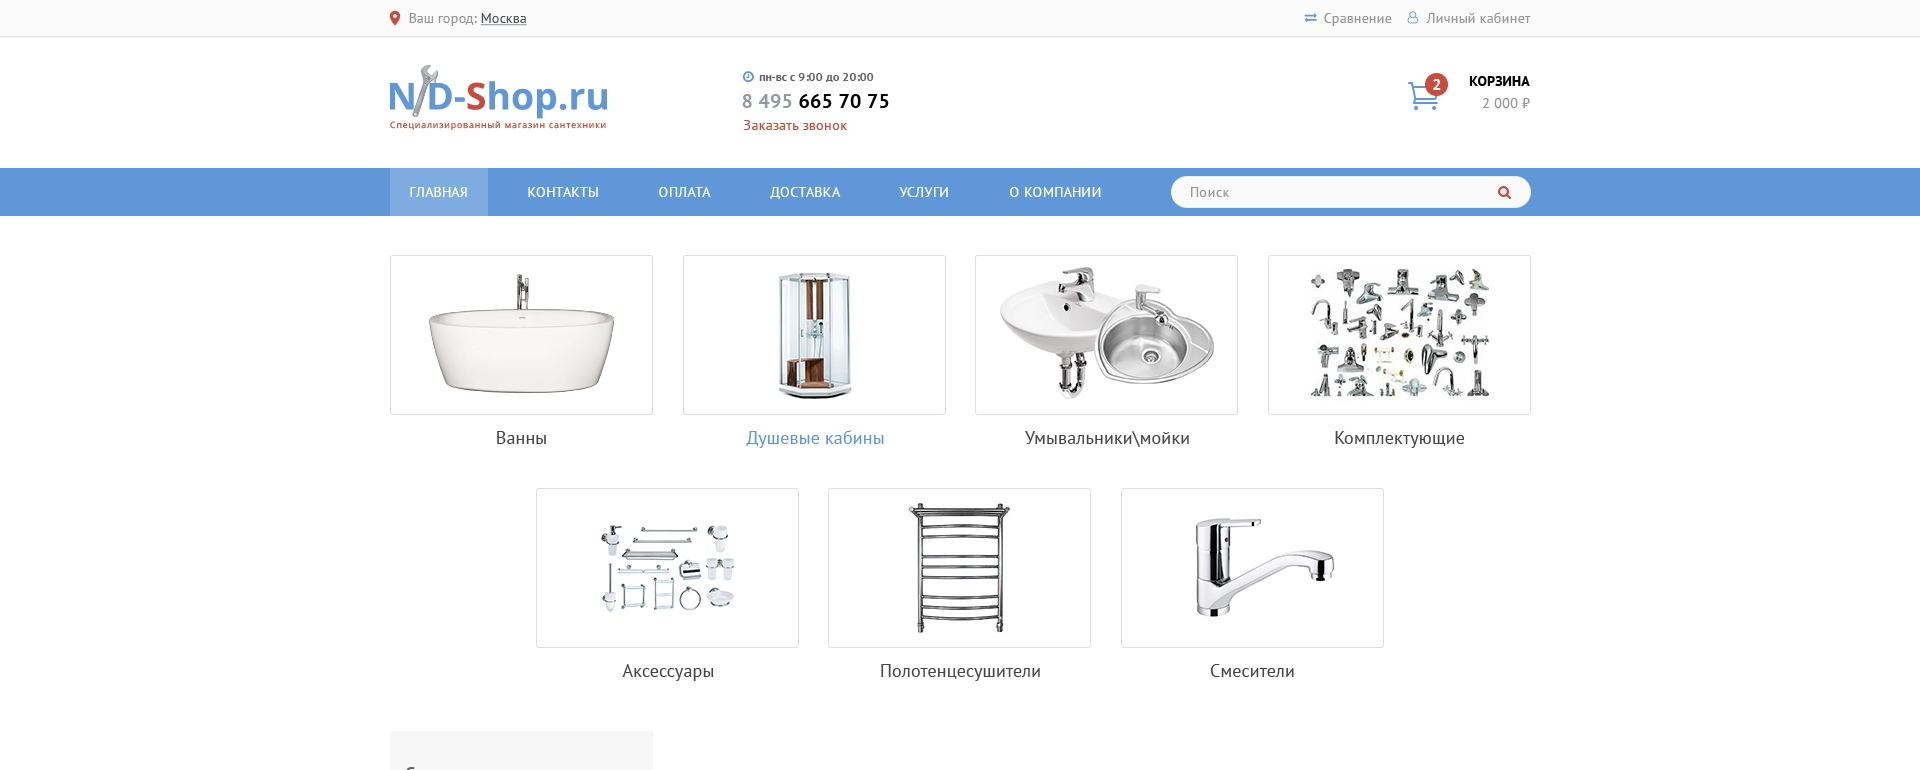 Ваш город: Москва
Сравнение
Личный кабинет
N/D-Shop.ru
Специализированный магазин сантехники
пн-вс с 9:00 до 20:00
8 495 665 70 75
Заказать звонок
2
КОРЗИНА
2 000 ₽
ГЛАВНАЯ
КОНТАКТЫ
ОПЛАТА
ДОСТАВКА
УСЛУГИ
О КОМПАНИИ
Поиск
Ванны
Душевые кабины
Умывальники\мойки
Комплектующие
Аксессуары
Полотенцесушители
Смесители